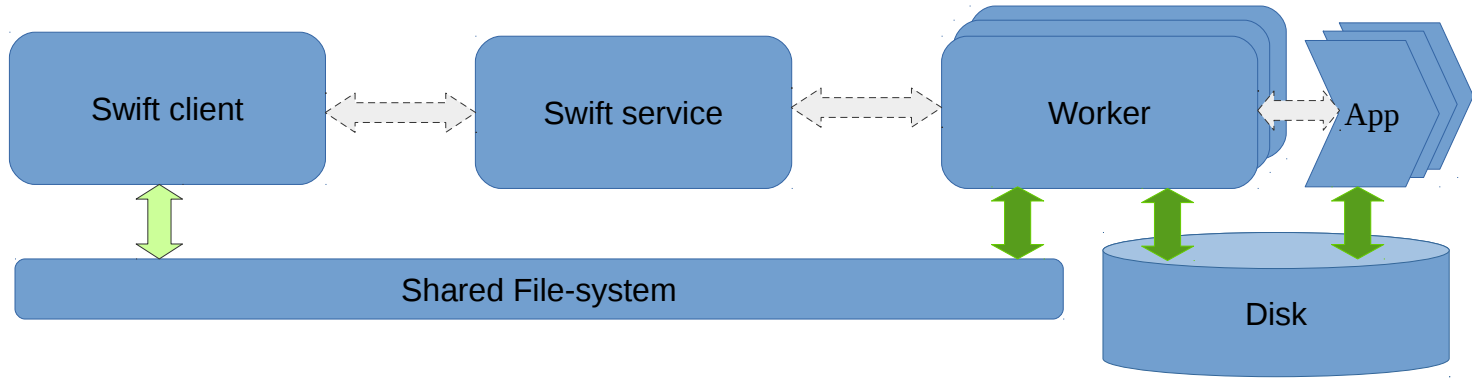 Swift client
Swift service
Worker
App
Shared File-system
Disk